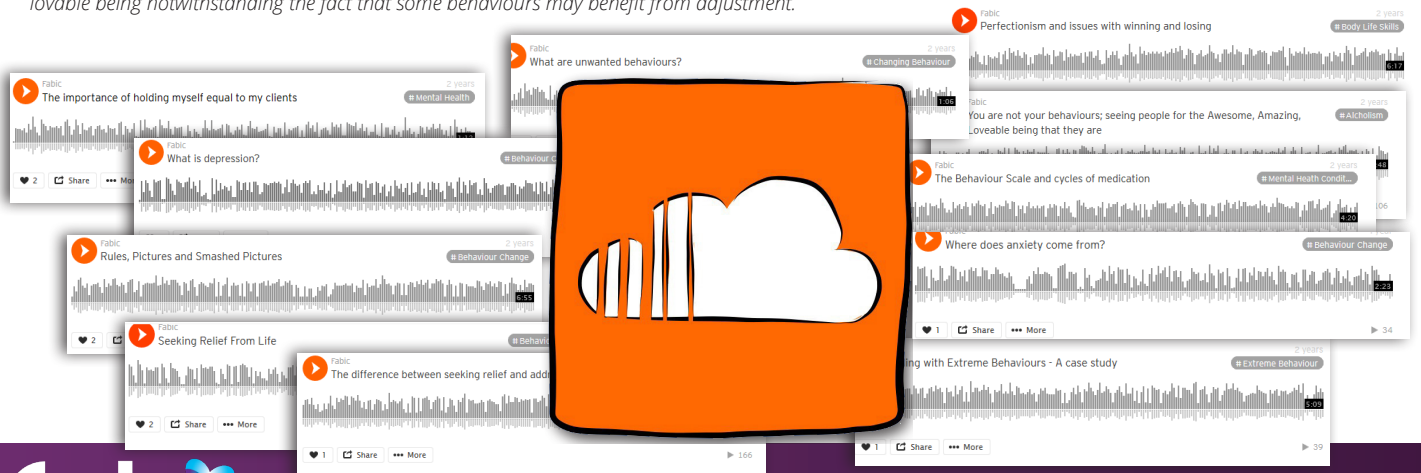 lovable being notwithstanding the fact that some behaviours may benefit from adjustment.
Fabic
2 years
The importance of holding myself equal to my clients
# Mental Health
2
Share
Fabic
2 years
What are unwanted behaviours?
# Changing Behaviour
1:06
Fabic
2 years
Perfectionism and issues with winning and losing
# Body Life Skills
6:17
Fabic
2 years
You are not your behaviours; seeing people for the Awesome, Amazing,
Loveable being that they are
# Alcholism
Fabic
What is depression?
# Behaviour
Fabic
2 years
The Behaviour Scale and cycles of medication
# Mental Heath Condit...
4:20
Fabic
2 years
Rules, Pictures and Smashed Pictures
# Behaviour Change
6:55
2
Where does anxiety come from?
# Behaviour Change
2:23
1
Share
More
34
Fabic
Seeking Relief From Life
2
Share
More
Fabic
The difference between seeking relief and
1
Share
More
166
2 years
with Extreme Behaviours - A case study
# Extreme Behaviour
5:09
1
Share
More
39